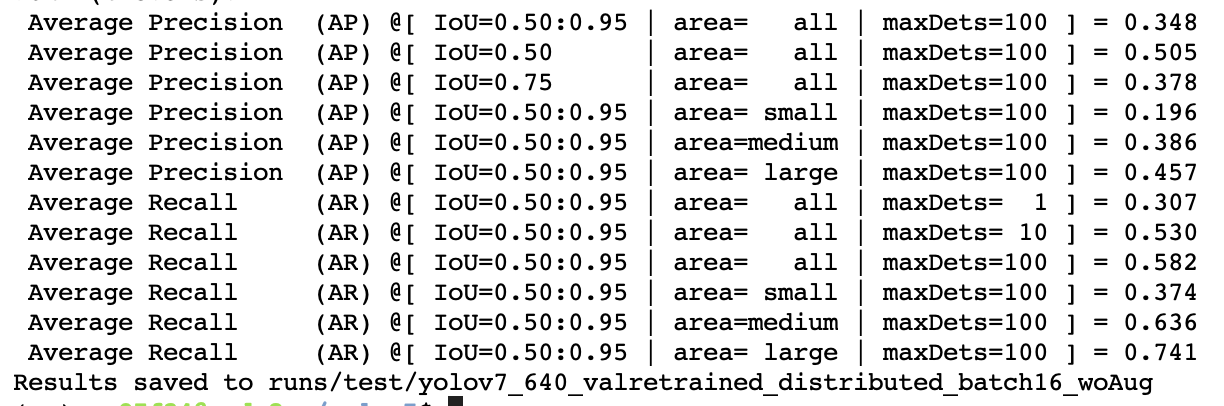 Average Precision  (AP) @[ IoU=0.50:0.95 | area=   all | maxDets=100 ] = 0.348
Average Precision  (AP) @[ IoU=0.50      | area=   all | maxDets=100 ] = 0.505
Average Precision  (AP) @[ IoU=0.75      | area=   all | maxDets=100 ] = 0.378
Average Precision  (AP) @[ IoU=0.50:0.95 | area= small | maxDets=100 ] = 0.196
Average Precision  (AP) @[ IoU=0.50:0.95 | area=medium | maxDets=100 ] = 0.386
Average Precision  (AP) @[ IoU=0.50:0.95 | area= large | maxDets=100 ] = 0.457
Average Recall     (AR) @[ IoU=0.50:0.95 | area=   all | maxDets=  1 ] = 0.307
Average Recall     (AR) @[ IoU=0.50:0.95 | area=   all | maxDets= 10 ] = 0.530
Average Recall     (AR) @[ IoU=0.50:0.95 | area=   all | maxDets=100 ] = 0.582
Average Recall     (AR) @[ IoU=0.50:0.95 | area= small | maxDets=100 ] = 0.374
Average Recall     (AR) @[ IoU=0.50:0.95 | area=medium | maxDets=100 ] = 0.636
Average Recall     (AR) @[ IoU=0.50:0.95 | area= large | maxDets=100 ] = 0.741
Results saved to runs/test/yolov7_640_valretrained_distributed_batch16_woAug